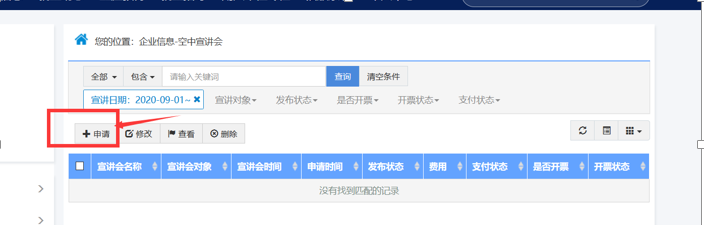 您的位置：企业信息-空中宣讲会
全部 包含 请输入关键词 查询 清空条件
宣讲日期：2020-09-01~ 宣讲对象 发布状态 是否开票 开票状态 支付状态
申请 修改 查看 删除
宣讲会名称 宣讲会对象 宣讲会时间 申请时间 发布状态 费用 支付状态 是否开票 开票状态
没有找到匹配的记录